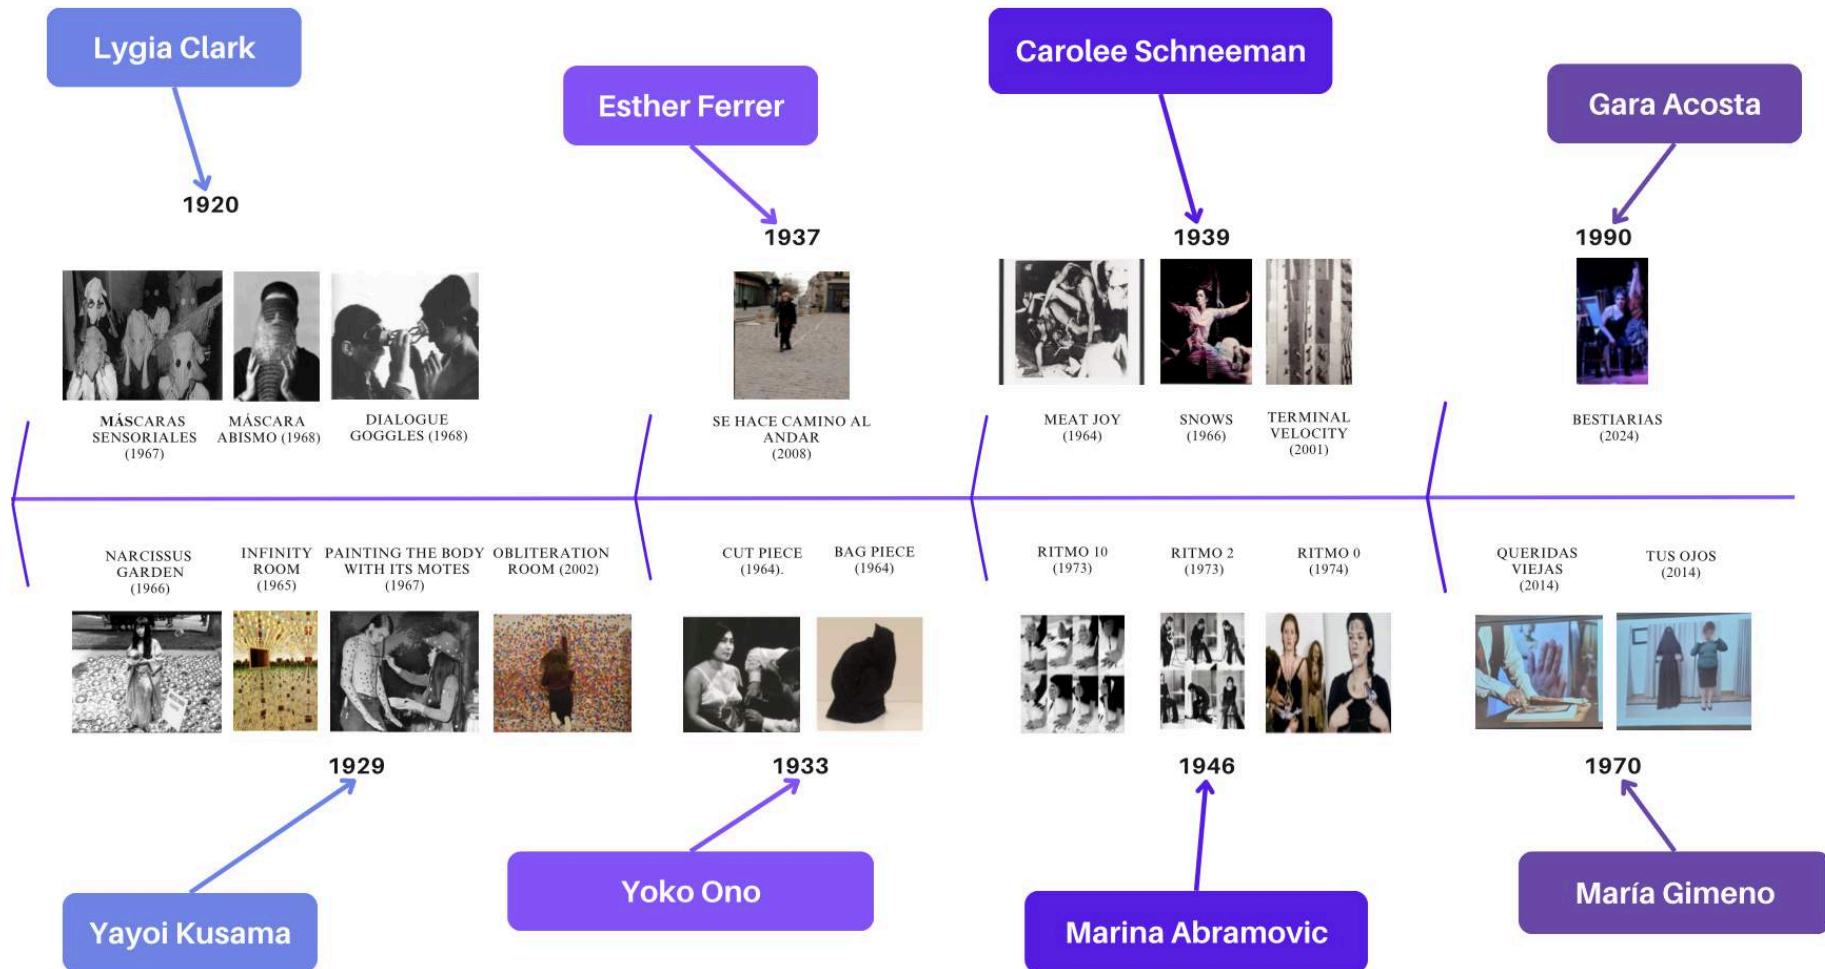 Lygia Clark
Esther Ferrer
Carolee Schneeman
Gara Acosta
1920
1937
1939
1990
MÁSCARAS
SENSORIALES
(1967)
MÁSCARA
ABISMO (1968)
DIALOGUE
GOGGLES (1968)
SE HACE CAMINO AL
ANDAR
(2008)
MEAT JOY
(1964)
SNOWS
(1966)
TERMINAL
VELOCITY
(2001)
BESTIARIAS
(2024)
NARCISSUS
GARDEN
(1966)
INFINITY
ROOM
(1965)
PAINTING THE BODY
WITH ITS MOTES
(1967)
OBLITERATION
ROOM (2002)
CUT PIECE
(1964).
BAG PIECE
(1964)
RITMO 10
(1973)
RITMO 2
(1973)
RITMO 0
(1974)
QUERIDAS
VIEJAS
(2014)
TUS OJOS
(2014)
1929
1933
1946
1970
Yayoi Kusama
Yoko Ono
Marina Abramovic
María Gimeno